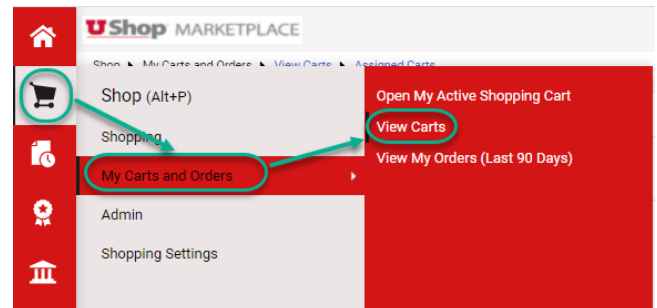 UShop MARKETPLACE
Shop ▸ My Carts and Orders ▸ View Carts ▸ Assigned Carts
Shop (Alt+P)
Shopping
My Carts and Orders
Admin
Shopping Settings
Open My Active Shopping Cart
View Carts
View My Orders (Last 90 Days)